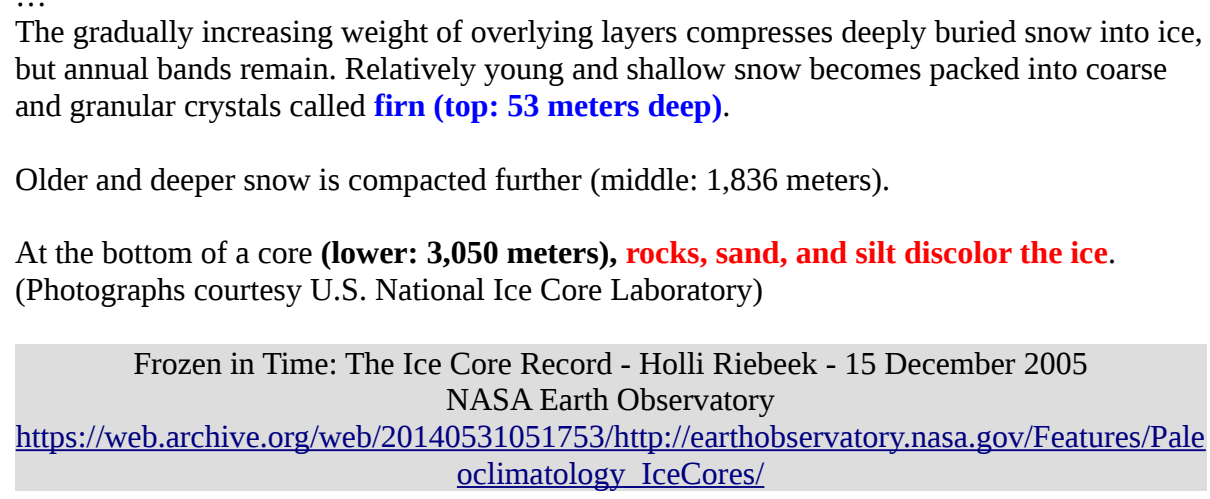 …
The gradually increasing weight of overlying layers compresses deeply buried snow into ice,
but annual bands remain. Relatively young and shallow snow becomes packed into coarse
and granular crystals called firn (top: 53 meters deep).
Older and deeper snow is compacted further (middle: 1,836 meters).
At the bottom of a core (lower: 3,050 meters), rocks, sand, and silt discolor the ice.
(Photographs courtesy U.S. National Ice Core Laboratory)
Frozen in Time: The Ice Core Record - Holli Riebeek - 15 December 2005
NASA Earth Observatory
https://web.archive.org/web/20140531051753/http://earthobservatory.nasa.gov/Features/Pale
oclimatology_IceCores/